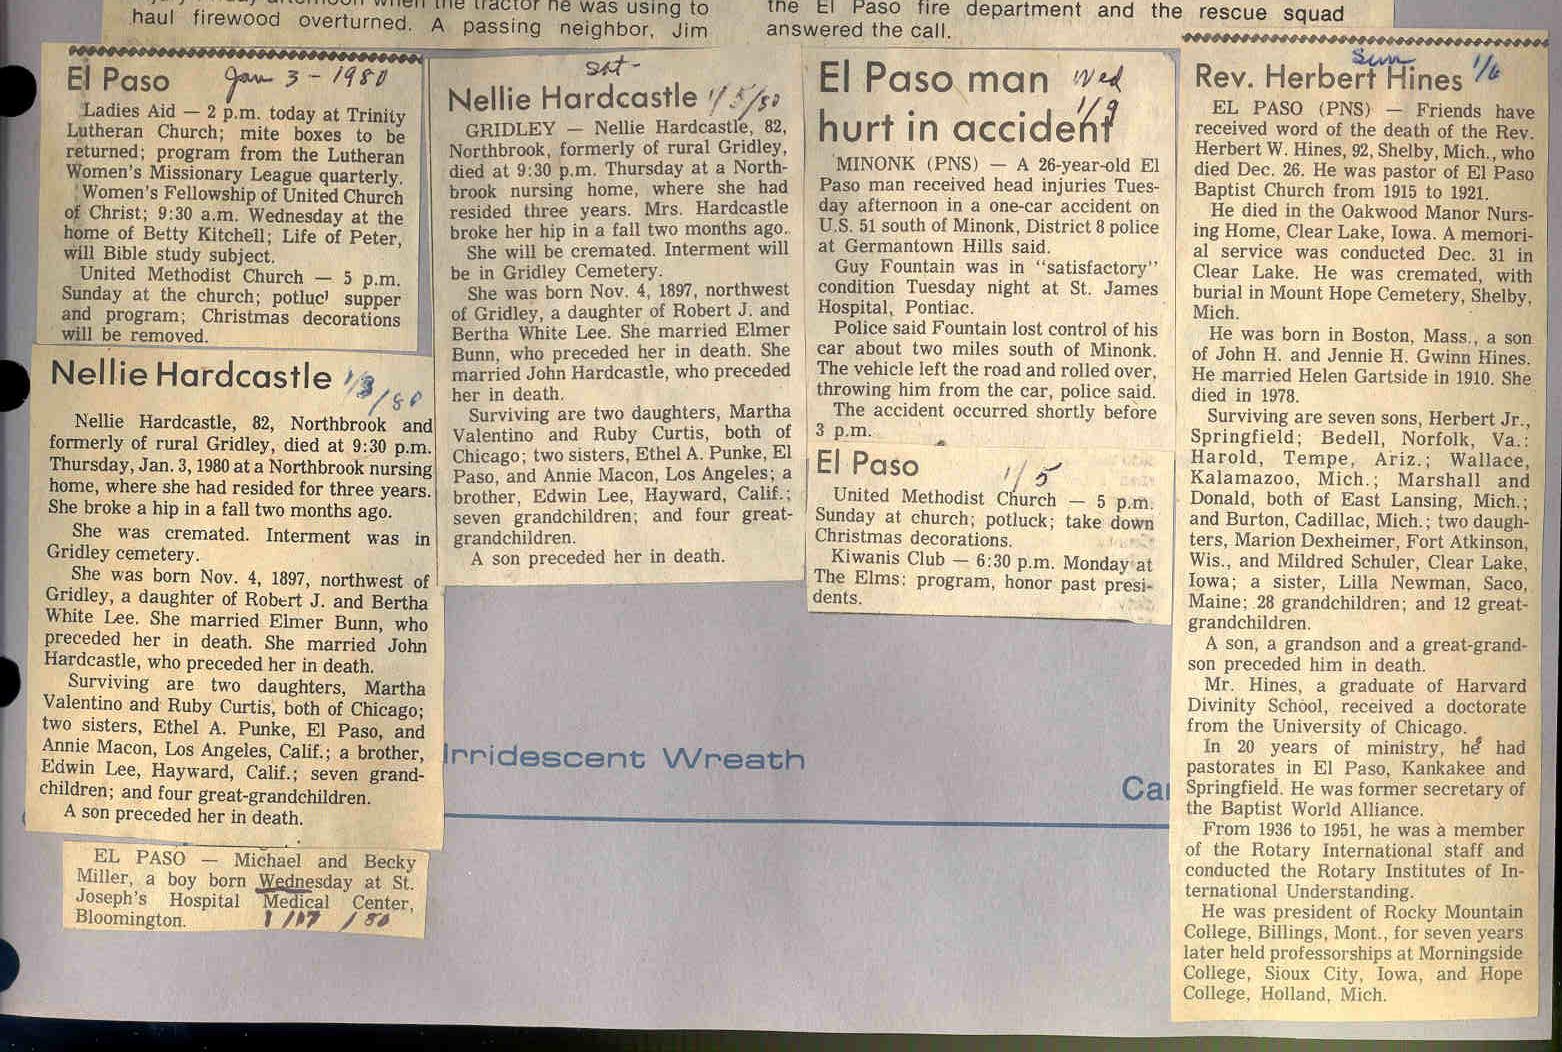 haul firewood overturned. A passing neighbor, Jim
the El Paso fire department and the rescue squad
answered the call.
El Paso Jan 3-1980
Ladies Aid — 2 p.m. today at Trinity
Lutheran Church; mite boxes to be
returned; program from the Lutheran
Women's Missionary League quarterly.
Women's Fellowship of United Church
of Christ; 9:30 a.m. Wednesday at the
home of Betty Kitchell; Life of Peter,
will Bible study subject.
United Methodist Church — 5 p.m.
Sunday at the church; potluc supper
and program; Christmas decorations
will be removed.
Nellie Hardcastle 1/3/80
Nellie Hardcastle, 82, Northbrook and
formerly of rural Gridley, died at 9:30 p.m.
Thursday, Jan. 3, 1980 at a Northbrook nursing
home, where she had resided for three years.
She broke a hip in a fall two months ago.
She was cremated. Interment was in
Gridley cemetery.
She was born Nov. 4, 1897, northwest of
Gridley, a daughter of Robert J. and Bertha
White Lee. She married Elmer Bunn, who
preceded her in death. She married John
Hardcastle, who preceded her in death.
Surviving are two daughters, Martha
Valentino and Ruby Curtis, both of Chicago;
two sisters, Ethel A. Punke, El Paso, and
Annie Macon, Los Angeles, Calif.; a brother,
Edwin Lee, Hayward, Calif.; seven grand-
children; and four great-grandchildren.
A son preceded her in death.
EL PASO — Michael and Becky
Miller, a boy born Wednesday at St.
Joseph's Hospital Medical Center,
Bloomington. 1/17/80
sat-
Nellie Hardcastle 1/5/80
GRIDLEY — Nellie Hardcastle, 82,
Northbrook, formerly of rural Gridley,
died at 9:30 p.m. Thursday at a North-
brook nursing home, where she had
resided three years. Mrs. Hardcastle
broke her hip in a fall two months ago.
She will be cremated. Interment will
be in Gridley Cemetery.
She was born Nov. 4, 1897, northwest
of Gridley, a daughter of Robert J. and
Bertha White Lee. She married Elmer
Bunn, who preceded her in death. She
married John Hardcastle, who preceded
her in death.
Surviving are two daughters, Martha
Valentino and Ruby Curtis, both of
Chicago; two sisters, Ethel A. Punke, El
Paso, and Annie Macon, Los Angeles; a
brother, Edwin Lee, Hayward, Calif.;
seven grandchildren; and four great-
grandchildren.
A son preceded her in death.
El Paso man Wed
hurt in accident 1/9
MINONK (PNS) — A 26-year-old El
Paso man received head injuries Tues-
day afternoon in a one-car accident on
U.S. 51 south of Minonk, District 8 police
at Germantown Hills said.
Guy Fountain was in "satisfactory"
condition Tuesday night at St. James
Hospital, Pontiac.
Police said Fountain lost control of his
car about two miles south of Minonk.
The vehicle left the road and rolled over,
throwing him from the car, police said.
The accident occurred shortly before
3 p.m.
El Paso 1/5
United Methodist Church — 5 p.m.
Sunday at church; potluck; take down
Christmas decorations.
Kiwanis Club — 6:30 p.m. Monday at
The Elms: program, honor past presi-
dents.
Irridescent Wreath
Sun
Rev. Herbert Hines 1/6
EL PASO (PNS) — Friends have
received word of the death of the Rev.
Herbert W. Hines, 92, Shelby, Mich., who
died Dec. 26. He was pastor of El Paso
Baptist Church from 1915 to 1921.
He died in the Oakwood Manor Nurs-
ing Home, Clear Lake, Iowa. A memori-
al service was conducted Dec. 31 in
Clear Lake. He was cremated, with
burial in Mount Hope Cemetery, Shelby,
Mich.
He was born in Boston, Mass., a son
of John H. and Jennie H. Gwinn Hines.
He married Helen Gartside in 1910. She
died in 1978.
Surviving are seven sons, Herbert Jr.,
Springfield; Bedell, Norfolk, Va.:
Harold, Tempe, Ariz.; Wallace,
Kalamazoo, Mich.; Marshall and
Donald, both of East Lansing, Mich.;
and Burton, Cadillac, Mich.; two daugh-
ters, Marion Dexheimer, Fort Atkinson,
Wis., and Mildred Schuler, Clear Lake,
Iowa; a sister, Lilla Newman, Saco,
Maine; 28 grandchildren; and 12 great-
grandchildren.
A son, a grandson and a great-grand-
son preceded him in death.
Mr. Hines, a graduate of Harvard
Divinity School, received a doctorate
from the University of Chicago.
In 20 years of ministry, he had
pastorates in El Paso, Kankakee and
Springfield. He was former secretary of
the Baptist World Alliance.
From 1936 to 1951, he was a member
of the Rotary International staff and
conducted the Rotary Institutes of In-
ternational Understanding.
He was president of Rocky Mountain
College, Billings, Mont., for seven years
later held professorships at Morningside
College, Sioux City, Iowa, and Hope
College, Holland, Mich.